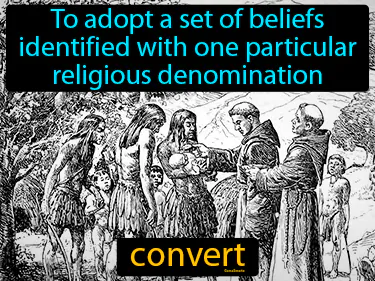 To adopt a set of beliefs
identified with one particular
religious denomination
convert